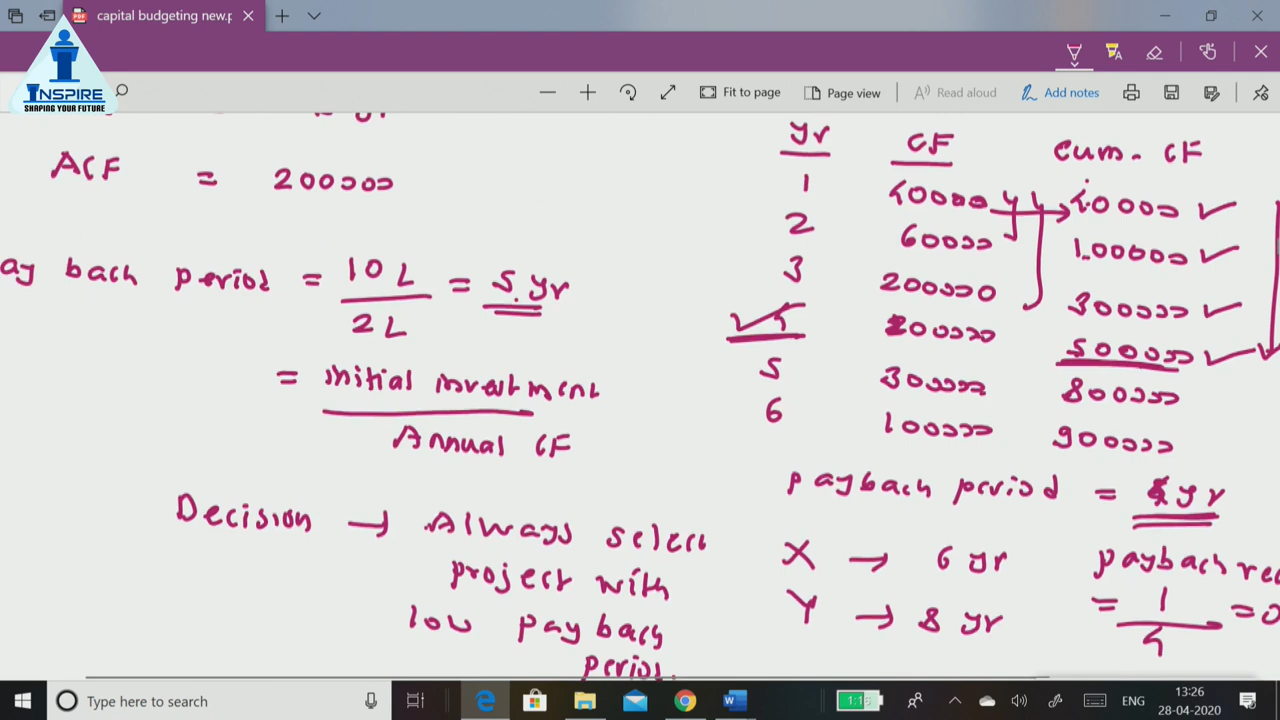 capital budgeting new.p
INSPIRE
SHAPING YOUR FUTURE
Fit to page
Page view
Read aloud
Add notes
ACF = 200000
ay back period = 10 L / 2 L = 5 yr
= initial investment / Annual CF
Decision → Always select
project with
low payback
period.
yr CF cum. CF
1 40000 40000
2 60000 100000
3 200000 300000
4 200000 500000
5 300000 800000
6 100000 900000
payback period = 4 yr
X → 6 yr
Y → 8 yr
payback rec
= 1 / 4 = 0
Type here to search
ENG
13:26
28-04-2020